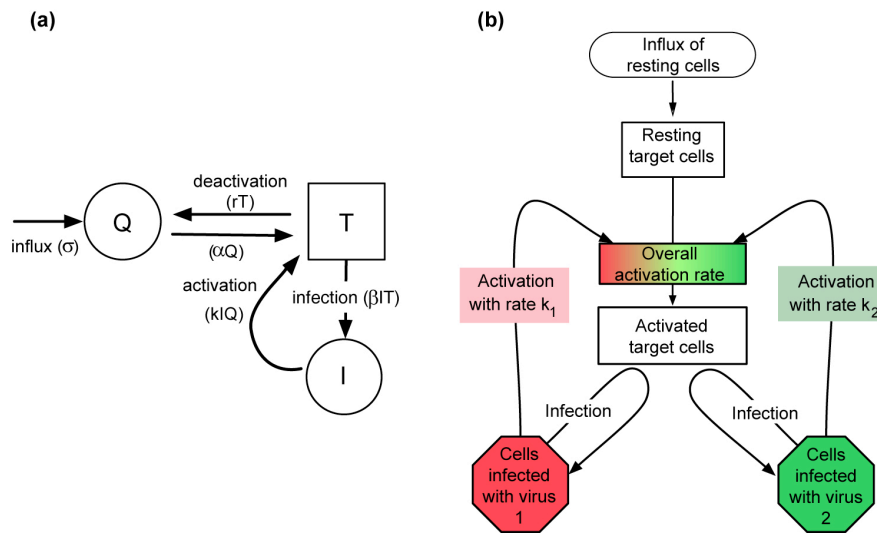 (a)
influx (σ)
Q
deactivation
(rT)
(αQ)
activation
(kIQ)
T
infection (βIT)
I
(b)
Influx of
resting cells
Resting
target cells
Overall
activation rate
Activation
with rate k1
Activation
with rate k2
Activated
target cells
Infection
Infection
Cells
infected
with virus
1
Cells
infected
with virus
2